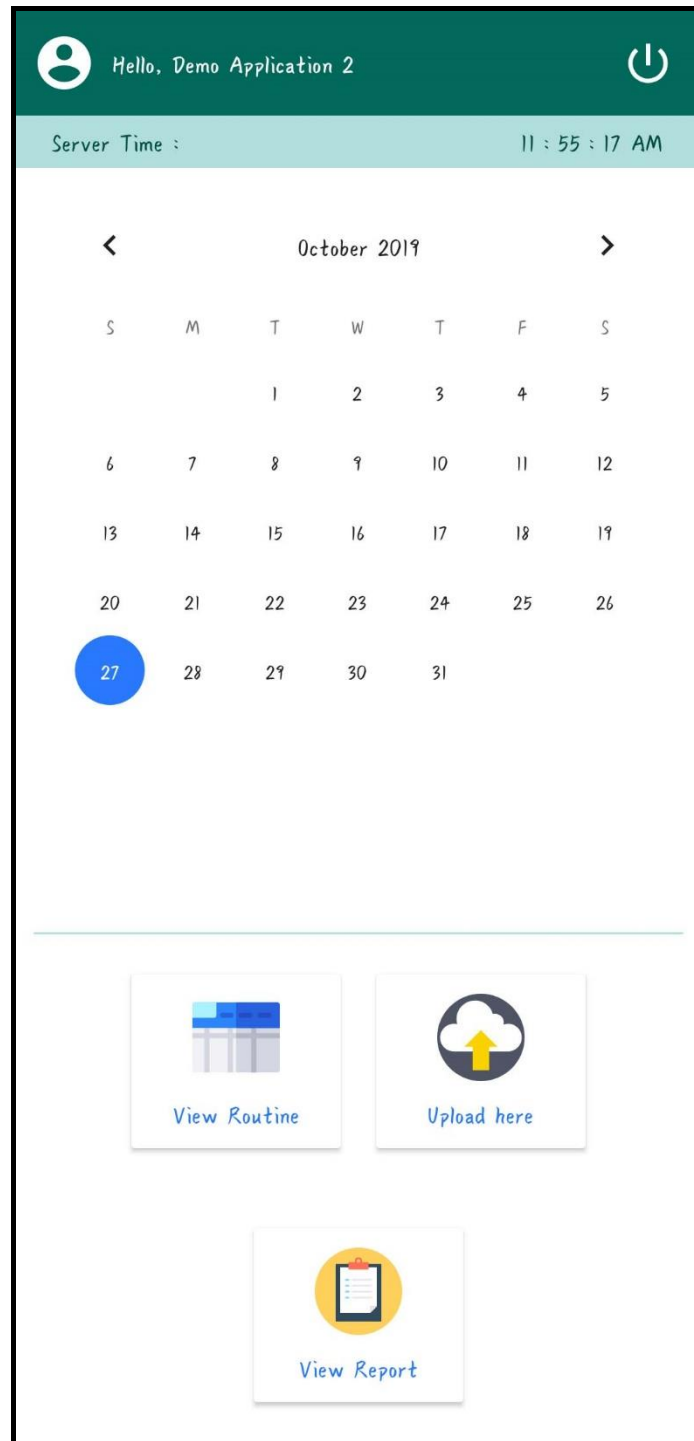 Hello, Demo Application 2
Server Time : 11 : 55 : 17 AM
October 2019
S M T W T F S
1 2 3 4 5
6 7 8 9 10 11 12
13 14 15 16 17 18 19
20 21 22 23 24 25 26
27 28 29 30 31
View Routine Upload here
View Report